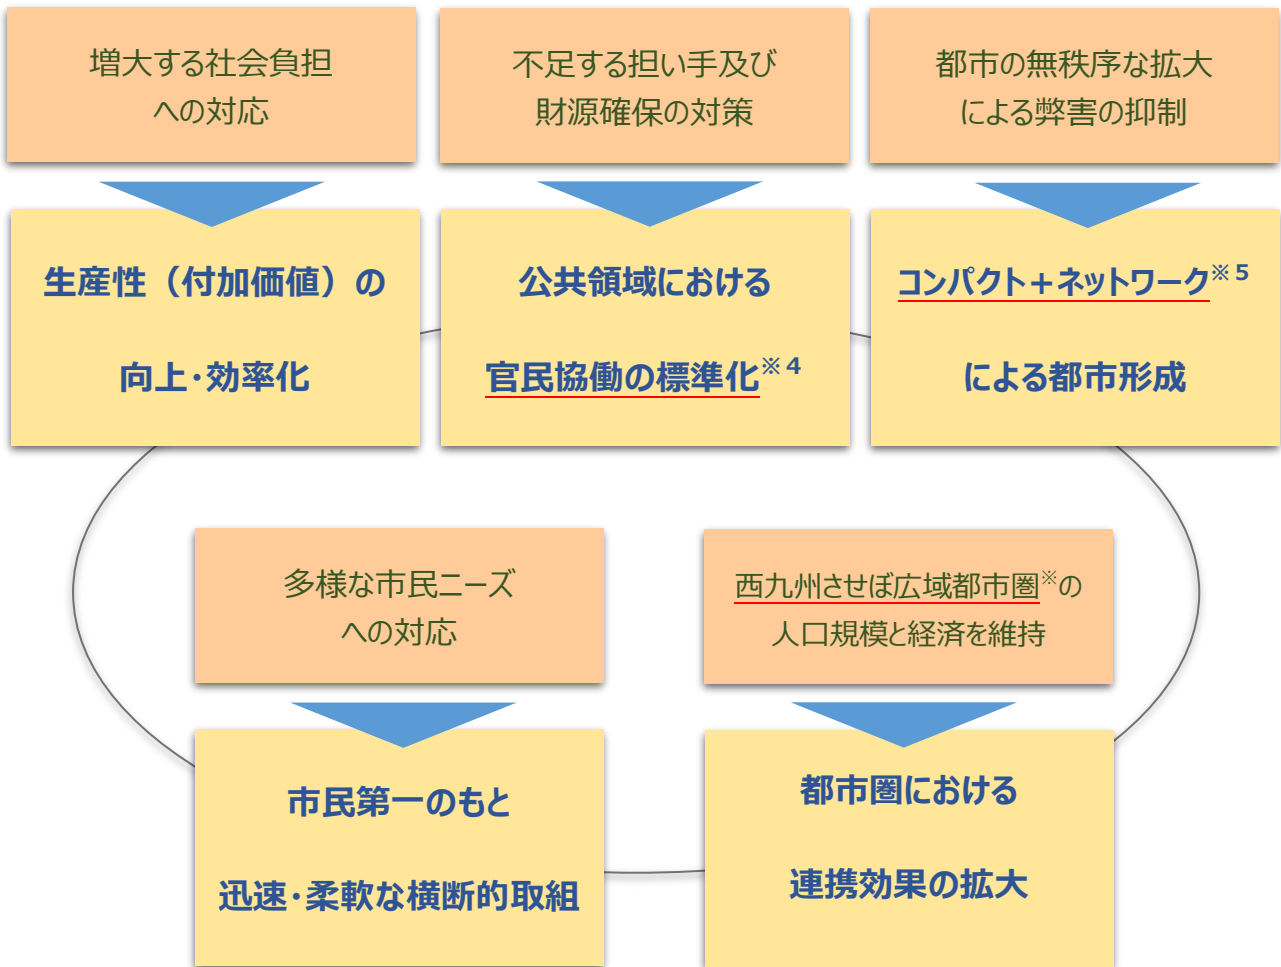 増大する社会負担
への対応
不足する担い手及び
財源確保の対策
都市の無秩序な拡大
による弊害の抑制
生産性（付加価値）の
向上・効率化
公共領域における
官民協働の標準化※４
コンパクト＋ネットワーク※５
による都市形成
多様な市民ニーズ
への対応
西九州させぼ広域都市圏※の
人口規模と経済を維持
市民第一のもと
迅速・柔軟な横断的取組
都市圏における
連携効果の拡大